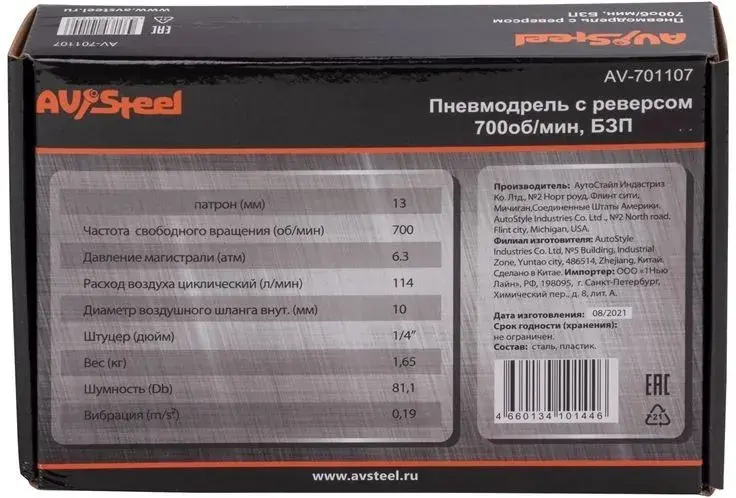 Пневмодрель с реверсом
700об/мин, БЗП
AV Steel
AV-701107
EAC
AV Steel
AV-701107
Пневмодрель с реверсом
700об/мин, БЗП
патрон (мм) 13
Частота свободного вращения (об/мин) 700
Давление магистрали (атм) 6.3
Расход воздуха циклический (л/мин) 114
Диаметр воздушного шланга внут. (мм) 10
Штуцер (дюйм) 1/4"
Вес (кг) 1,65
Шумность (Db) 81,1
Вибрация (m/s²) 0,19
Производитель: АутоСтайл Индастриз
Ко. Лтд., №2 Норт роуд, Флинт сити,
Мичиган,Соединенные Штаты Америки.
AutoStyle Industries Co. Ltd ., №2 North road,
Flint city, Michigan, USA.
Филиал изготовителя: AutoStyle
Industries Co. Ltd, №5 Building, Industrial
Zone, Yuntao city, 486514, Zhejiang, Китай.
Сделано в Китае. Импортер: ООО «1Нью
Лайн», РФ, 198095, г. Санкт-Петербург,
Химический пер., д. 8, лит. А.
Дата изготовления: 08/2021
Срок годности (хранения):
не ограничен.
Состав: сталь, пластик.
4 660134 101446
EAC
21
www.avsteel.ru